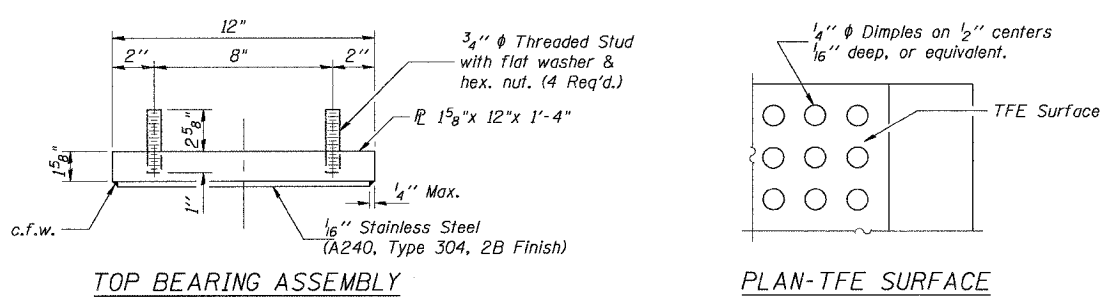 12"
2" 8" 2"
3/4" ϕ Threaded Stud
with flat washer &
hex. nut. (4 Req'd.)
2 5/8"
℄ 1 5/8"x 12"x 1'-4"
1 5/8"
1"
1/4" Max.
c.f.w.
1/16" Stainless Steel
(A240, Type 304, 2B Finish)
TOP BEARING ASSEMBLY
1/4" ϕ Dimples on 1/2" centers
1/16" deep, or equivalent.
TFE Surface
PLAN-TFE SURFACE